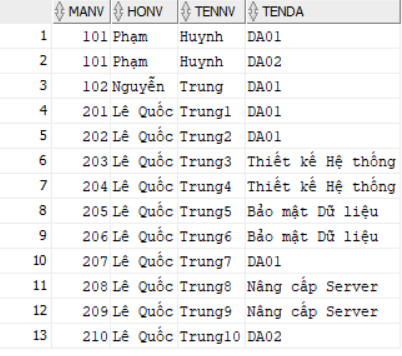 MANV HONV TENNV TENDA
1 101 Phạm Huynh DA01
2 101 Phạm Huynh DA02
3 102 Nguyễn Trung DA01
4 201 Lê Quốc Trung1 DA01
5 202 Lê Quốc Trung2 DA01
6 203 Lê Quốc Trung3 Thiết kế Hệ thống
7 204 Lê Quốc Trung4 Thiết kế Hệ thống
8 205 Lê Quốc Trung5 Bảo mật Dữ liệu
9 206 Lê Quốc Trung6 Bảo mật Dữ liệu
10 207 Lê Quốc Trung7 DA01
11 208 Lê Quốc Trung8 Nâng cấp Server
12 209 Lê Quốc Trung9 Nâng cấp Server
13 210 Lê Quốc Trung10 DA02